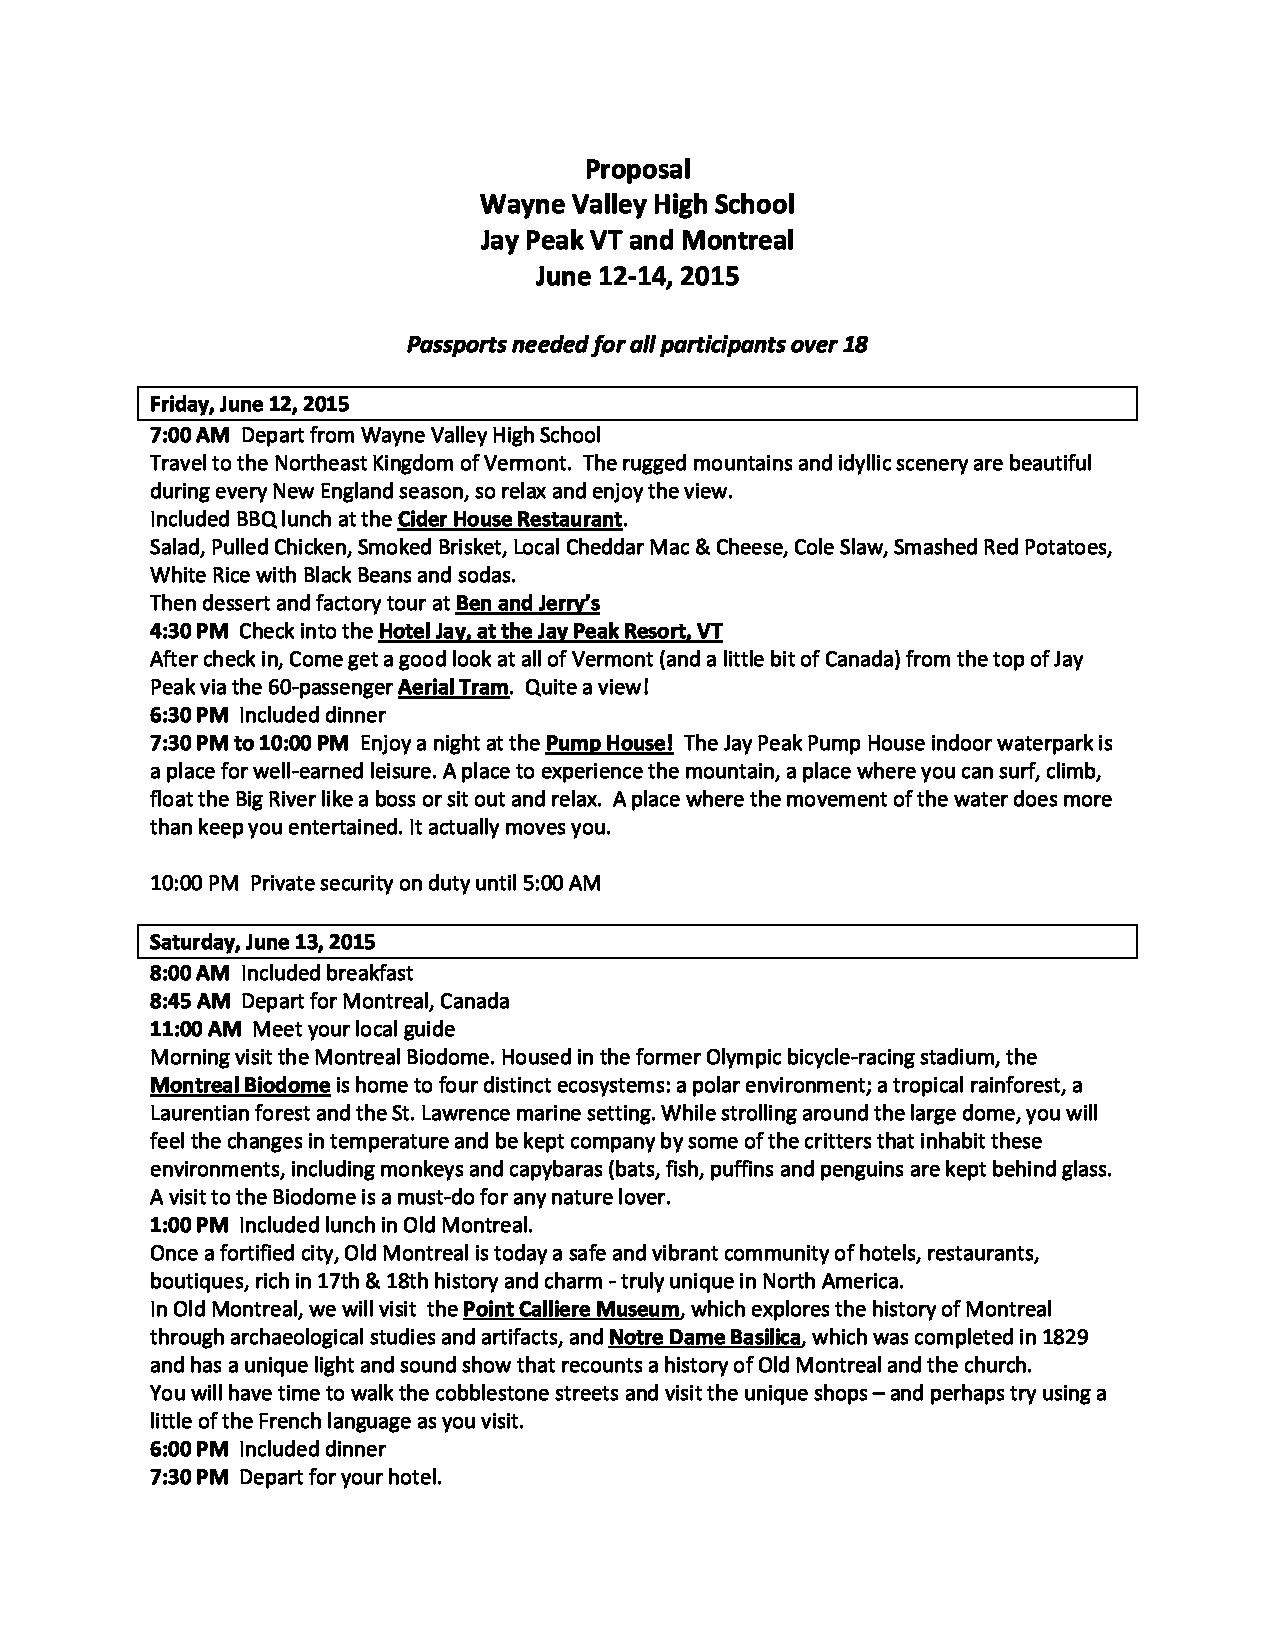 Proposal
Wayne Valley High School
Jay Peak VT and Montreal
June 12-14, 2015
Passports needed for all participants over 18
Friday, June 12, 2015
7:00 AM  Depart from Wayne Valley High School
Travel to the Northeast Kingdom of Vermont.  The rugged mountains and idyllic scenery are beautiful
during every New England season, so relax and enjoy the view.
Included BBQ lunch at the Cider House Restaurant.
Salad, Pulled Chicken, Smoked Brisket, Local Cheddar Mac & Cheese, Cole Slaw, Smashed Red Potatoes,
White Rice with Black Beans and sodas.
Then dessert and factory tour at Ben and Jerry's
4:30 PM  Check into the Hotel Jay, at the Jay Peak Resort, VT
After check in, Come get a good look at all of Vermont (and a little bit of Canada) from the top of Jay
Peak via the 60-passenger Aerial Tram.  Quite a view!
6:30 PM  Included dinner
7:30 PM to 10:00 PM  Enjoy a night at the Pump House!  The Jay Peak Pump House indoor waterpark is
a place for well-earned leisure. A place to experience the mountain, a place where you can surf, climb,
float the Big River like a boss or sit out and relax.  A place where the movement of the water does more
than keep you entertained. It actually moves you.
10:00 PM  Private security on duty until 5:00 AM
Saturday, June 13, 2015
8:00 AM  Included breakfast
8:45 AM  Depart for Montreal, Canada
11:00 AM  Meet your local guide
Morning visit the Montreal Biodome. Housed in the former Olympic bicycle-racing stadium, the
Montreal Biodome is home to four distinct ecosystems: a polar environment; a tropical rainforest, a
Laurentian forest and the St. Lawrence marine setting. While strolling around the large dome, you will
feel the changes in temperature and be kept company by some of the critters that inhabit these
environments, including monkeys and capybaras (bats, fish, puffins and penguins are kept behind glass.
A visit to the Biodome is a must-do for any nature lover.
1:00 PM  Included lunch in Old Montreal.
Once a fortified city, Old Montreal is today a safe and vibrant community of hotels, restaurants,
boutiques, rich in 17th & 18th history and charm - truly unique in North America.
In Old Montreal, we will visit  the Point Calliere Museum, which explores the history of Montreal
through archaeological studies and artifacts, and Notre Dame Basilica, which was completed in 1829
and has a unique light and sound show that recounts a history of Old Montreal and the church.
You will have time to walk the cobblestone streets and visit the unique shops – and perhaps try using a
little of the French language as you visit.
6:00 PM  Included dinner
7:30 PM  Depart for your hotel.